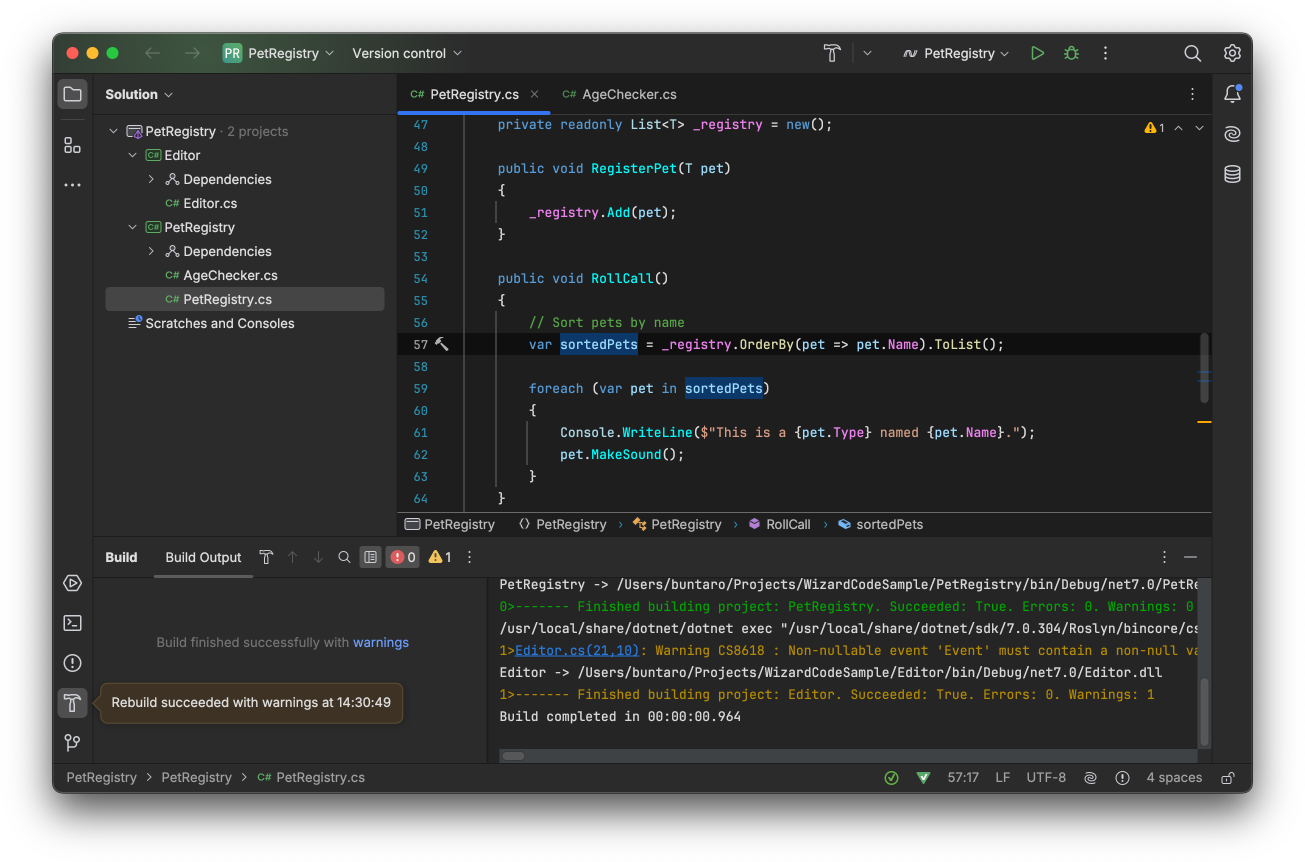 PR PetRegistry Version control PetRegistry
Solution
PetRegistry · 2 projects
Editor
Dependencies
C# Editor.cs
PetRegistry
Dependencies
C# AgeChecker.cs
C# PetRegistry.cs
Scratches and Consoles
C# PetRegistry.cs C# AgeChecker.cs
47 private readonly List<T> _registry = new();
1
48
49 public void RegisterPet(T pet)
50 {
51 _registry.Add(pet);
52 }
53
54 public void RollCall()
55 {
56 // Sort pets by name
57 var sortedPets = _registry.OrderBy(pet => pet.Name).ToList();
58
59 foreach (var pet in sortedPets)
60 {
61 Console.WriteLine($"This is a {pet.Type} named {pet.Name}.");
62 pet.MakeSound();
63 }
64 }
PetRegistry PetRegistry PetRegistry RollCall sortedPets
Build Build Output 0 1
Build finished successfully with warnings
PetRegistry -> /Users/buntaro/Projects/WizardCodeSample/PetRegistry/bin/Debug/net7.0/PetRe
0>------- Finished building project: PetRegistry. Succeeded: True. Errors: 0. Warnings: 0
/usr/local/share/dotnet/dotnet exec "/usr/local/share/dotnet/sdk/7.0.304/Roslyn/bincore/cs
1>Editor.cs(21,10): Warning CS8618 : Non-nullable event 'Event' must contain a non-null va
Editor -> /Users/buntaro/Projects/WizardCodeSample/Editor/bin/Debug/net7.0/Editor.dll
1>------- Finished building project: Editor. Succeeded: True. Errors: 0. Warnings: 1
Build completed in 00:00:00.964
Rebuild succeeded with warnings at 14:30:49
PetRegistry PetRegistry C# PetRegistry.cs
57:17 LF UTF-8 4 spaces